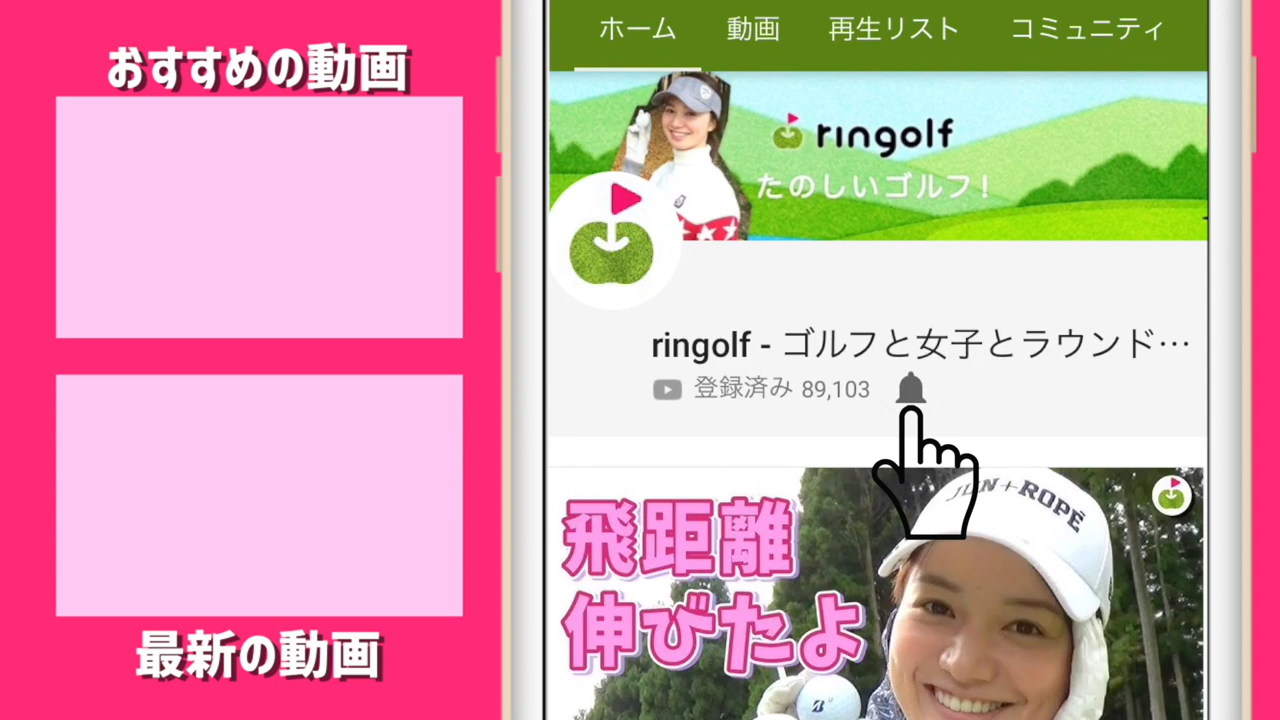 おすすめの動画
最新の動画
ホーム 動画 再生リスト コミュニティ
ringolf
たのしいゴルフ!
ringolf - ゴルフと女子とラウンド…
登録済み 89,103
飛距離
伸びたよ
JUN+ROPÉ
B